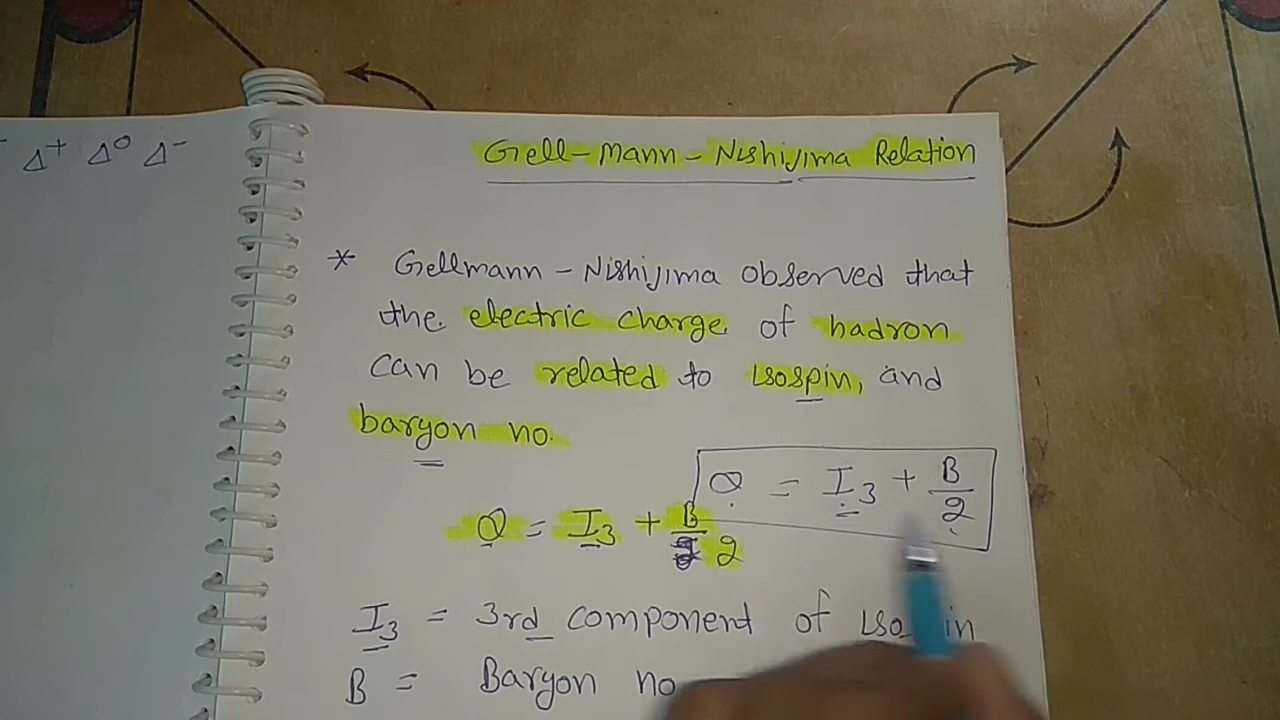 Δ+ Δ0 Δ-
Gell-Mann-Nishijima Relation
* Gellmann-Nishijima observed that
the electric charge of hadron
can be related to Isospin, and
baryon no.
Q = I3 + B/2
Q = I3 + B/2
I3 = 3rd component of
B = Baryon no